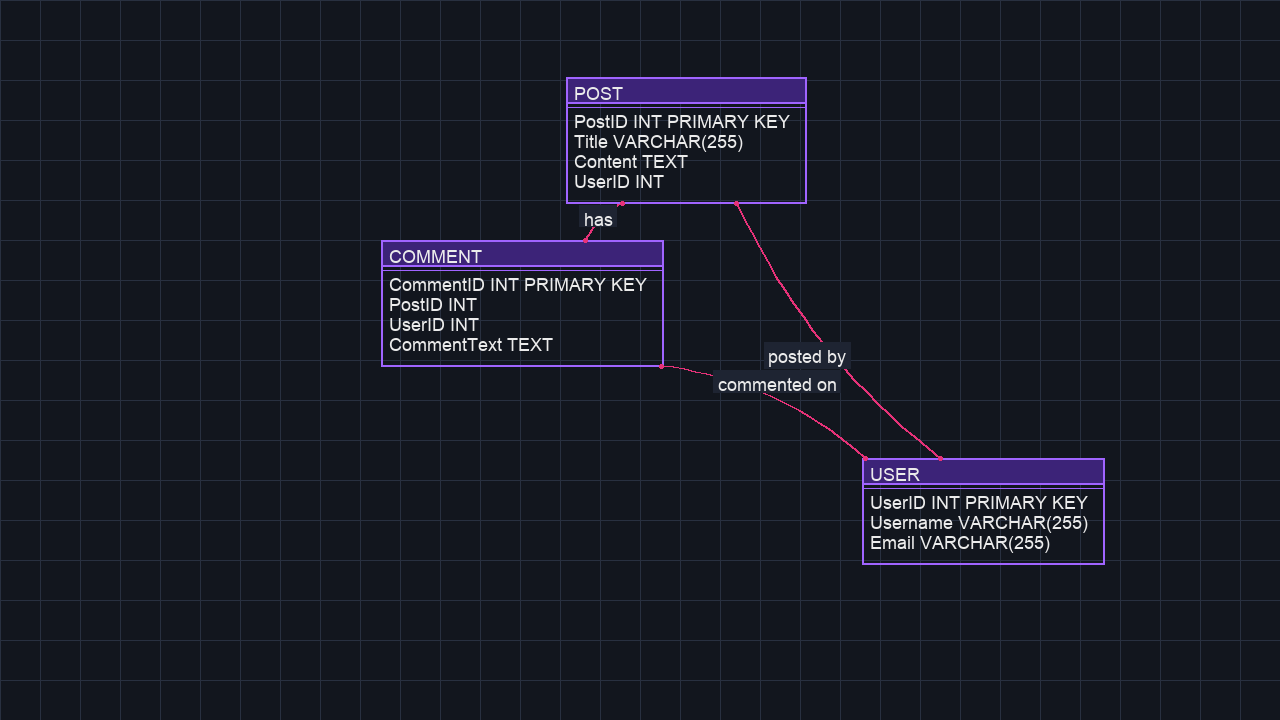 POST
PostID INT PRIMARY KEY
Title VARCHAR(255)
Content TEXT
UserID INT
has
COMMENT
CommentID INT PRIMARY KEY
PostID INT
UserID INT
CommentText TEXT
posted by
commented on
USER
UserID INT PRIMARY KEY
Username VARCHAR(255)
Email VARCHAR(255)